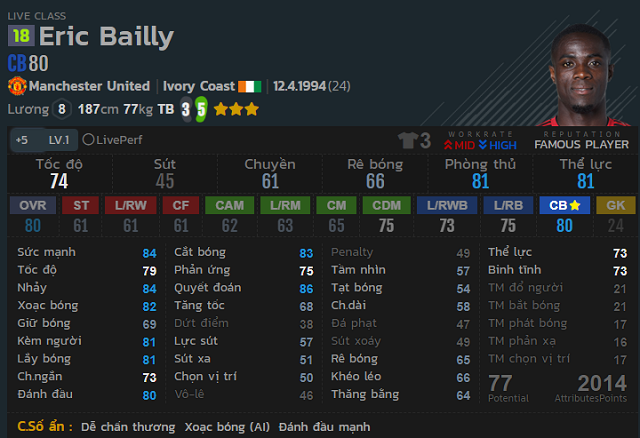 LIVE CLASS
18 Eric Bailly
CB80
Manchester United | Ivory Coast | 12.4.1994(24)
Lương 8 187cm 77kg TB 3 5
+5 LV.1 LivePerf 3 WORKRATE MID HIGH REPUTATION FAMOUS PLAYER
Tốc độ Sút Chuyền Rê bóng Phòng thủ Thể lực
74 45 61 66 81 81
OVR ST L/RW CF CAM L/RM CM CDM L/RWB L/RB CB GK
80 61 61 61 62 63 65 75 73 75 80 24
Sức mạnh 84 Cắt bóng 83 Penalty 49 Thể lực 73
Tốc độ 79 Phản ứng 75 Tầm nhìn 57 Bình tĩnh 73
Nhảy 84 Quyết đoán 86 Tạt bóng 54 TM đổ người 21
Xoạc bóng 82 Tăng tốc 68 Ch.dài 58 TM bắt bóng 21
Giữ bóng 69 Dứt điểm 38 Đá phạt 47 TM phát bóng 17
Kèm người 81 Lực sút 57 Sút xoáy 49 TM phản xạ 16
Lấy bóng 81 Sút xa 51 Rê bóng 65 TM chọn vị trí 17
Ch.ngắn 73 Chọn vị trí 50 Khéo léo 66 77 2014
Đánh đầu 80 Vô-lê 46 Thăng bằng 64 Potential AttributesPoints
C.Số ẩn : Dễ chấn thương Xoạc bóng (AI) Đánh đầu mạnh